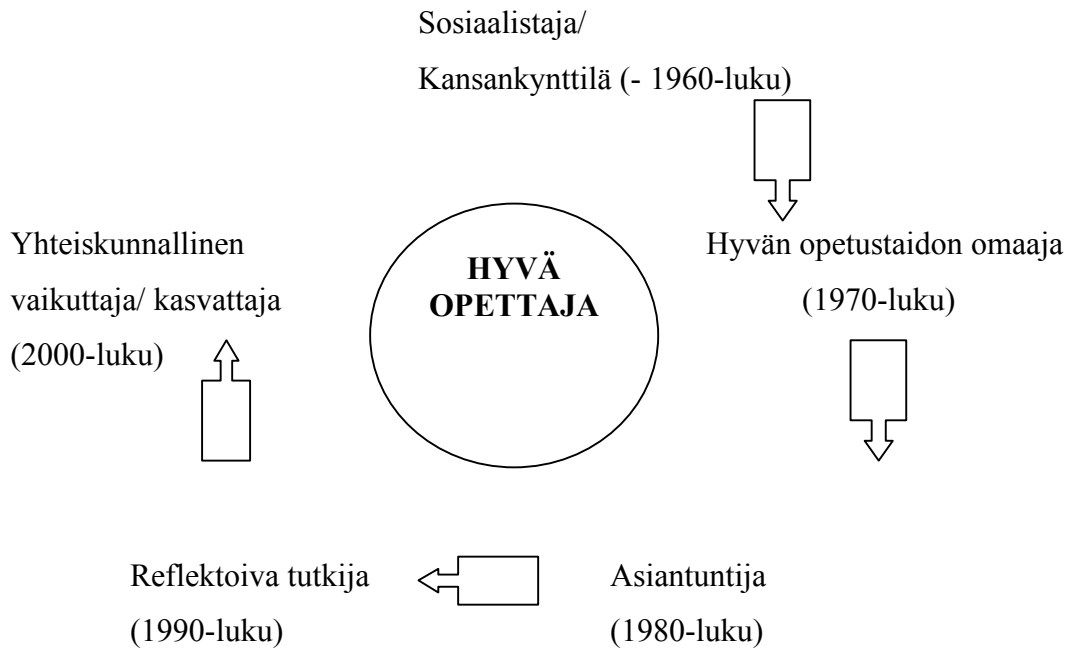 Sosiaalistaja/
Kansankynttilä (- 1960-luku)
Hyvän opetustaidon omaaja
(1970-luku)
Asiantuntija
(1980-luku)
Reflektoiva tutkija
(1990-luku)
Yhteiskunnallinen
vaikuttaja/ kasvattaja
(2000-luku)
HYVÄ
OPETTAJA